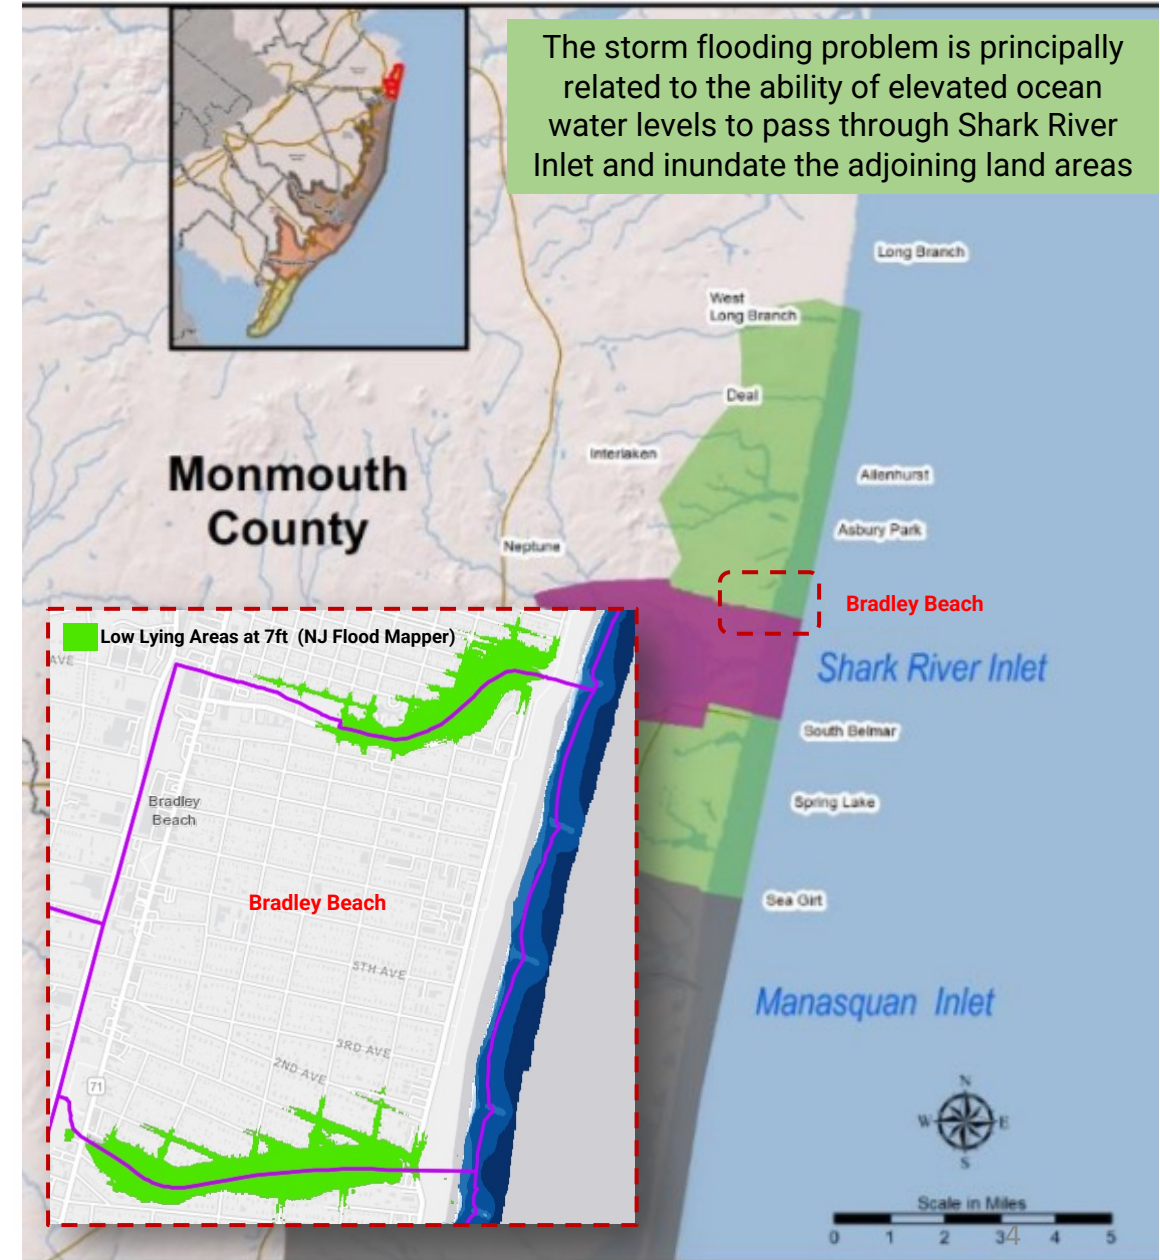 The storm flooding problem is principally
related to the ability of elevated ocean
water levels to pass through Shark River
Inlet and inundate the adjoining land areas
Long Branch
West
Long Branch
Deal
Interlaken
Monmouth
County
Allenhurst
Asbury Park
Neptune
Bradley Beach
Shark River Inlet
South Belmar
Spring Lake
Sea Girt
Manasquan Inlet
Low Lying Areas at 7ft (NJ Flood Mapper)
AVE
Bradley
Beach
Bradley Beach
5TH AVE
3RD AVE
2ND AVE
71
N
W E
S
Scale in Miles
0 1 2 3 4 5
4